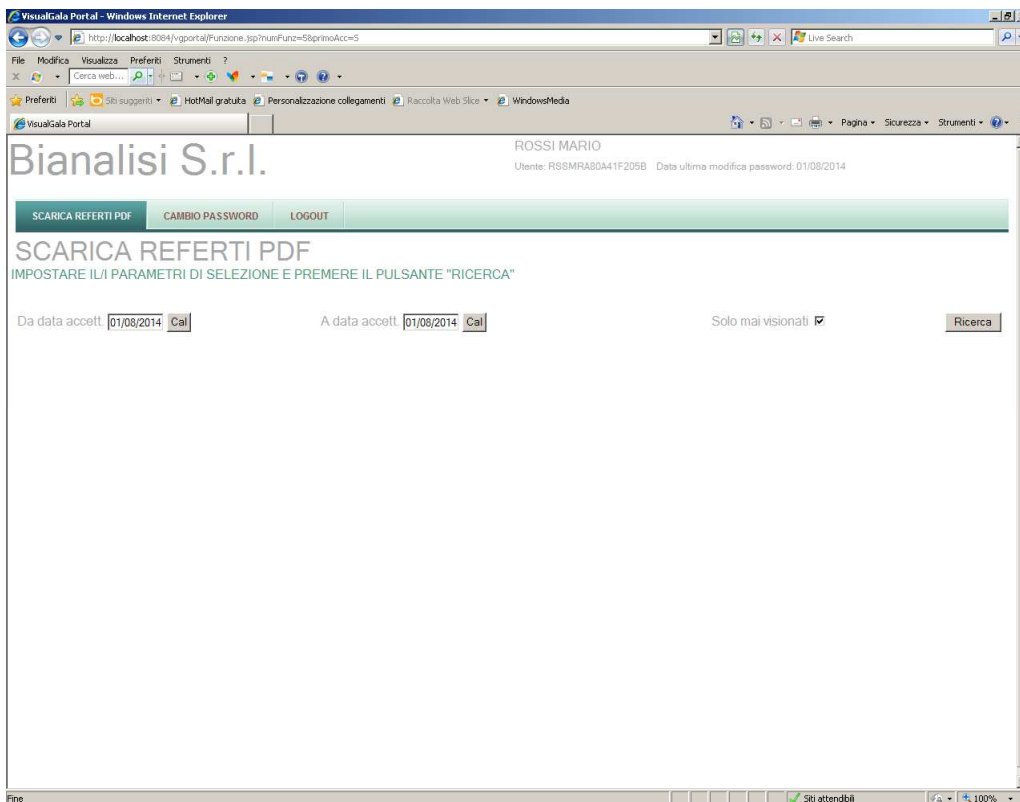 VisualGala Portal - Windows Internet Explorer
http://localhost:8084/vgportal/Funzione.jsp?numFunz=58&primoAcc=S
Live Search
File Modifica Visualizza Preferiti Strumenti ?
Cerca web...
Preferiti Siti suggeriti HotMail gratuita Personalizzazione collegamenti Raccolta Web Slice WindowsMedia
VisualGala Portal Pagina Sicurezza Strumenti
Bianalisi S.r.l.
ROSSI MARIO
Utente: RSSMRA80A41F205B Data ultima modifica password: 01/08/2014
SCARICA REFERTI PDF CAMBIO PASSWORD LOGOUT
SCARICA REFERTI PDF
IMPOSTARE IL/I PARAMETRI DI SELEZIONE E PREMERE IL PULSANTE "RICERCA"
Da data accett. 01/08/2014 Cal A data accett. 01/08/2014 Cal Solo mai visionati Ricerca
Fine Siti attendibili 100%